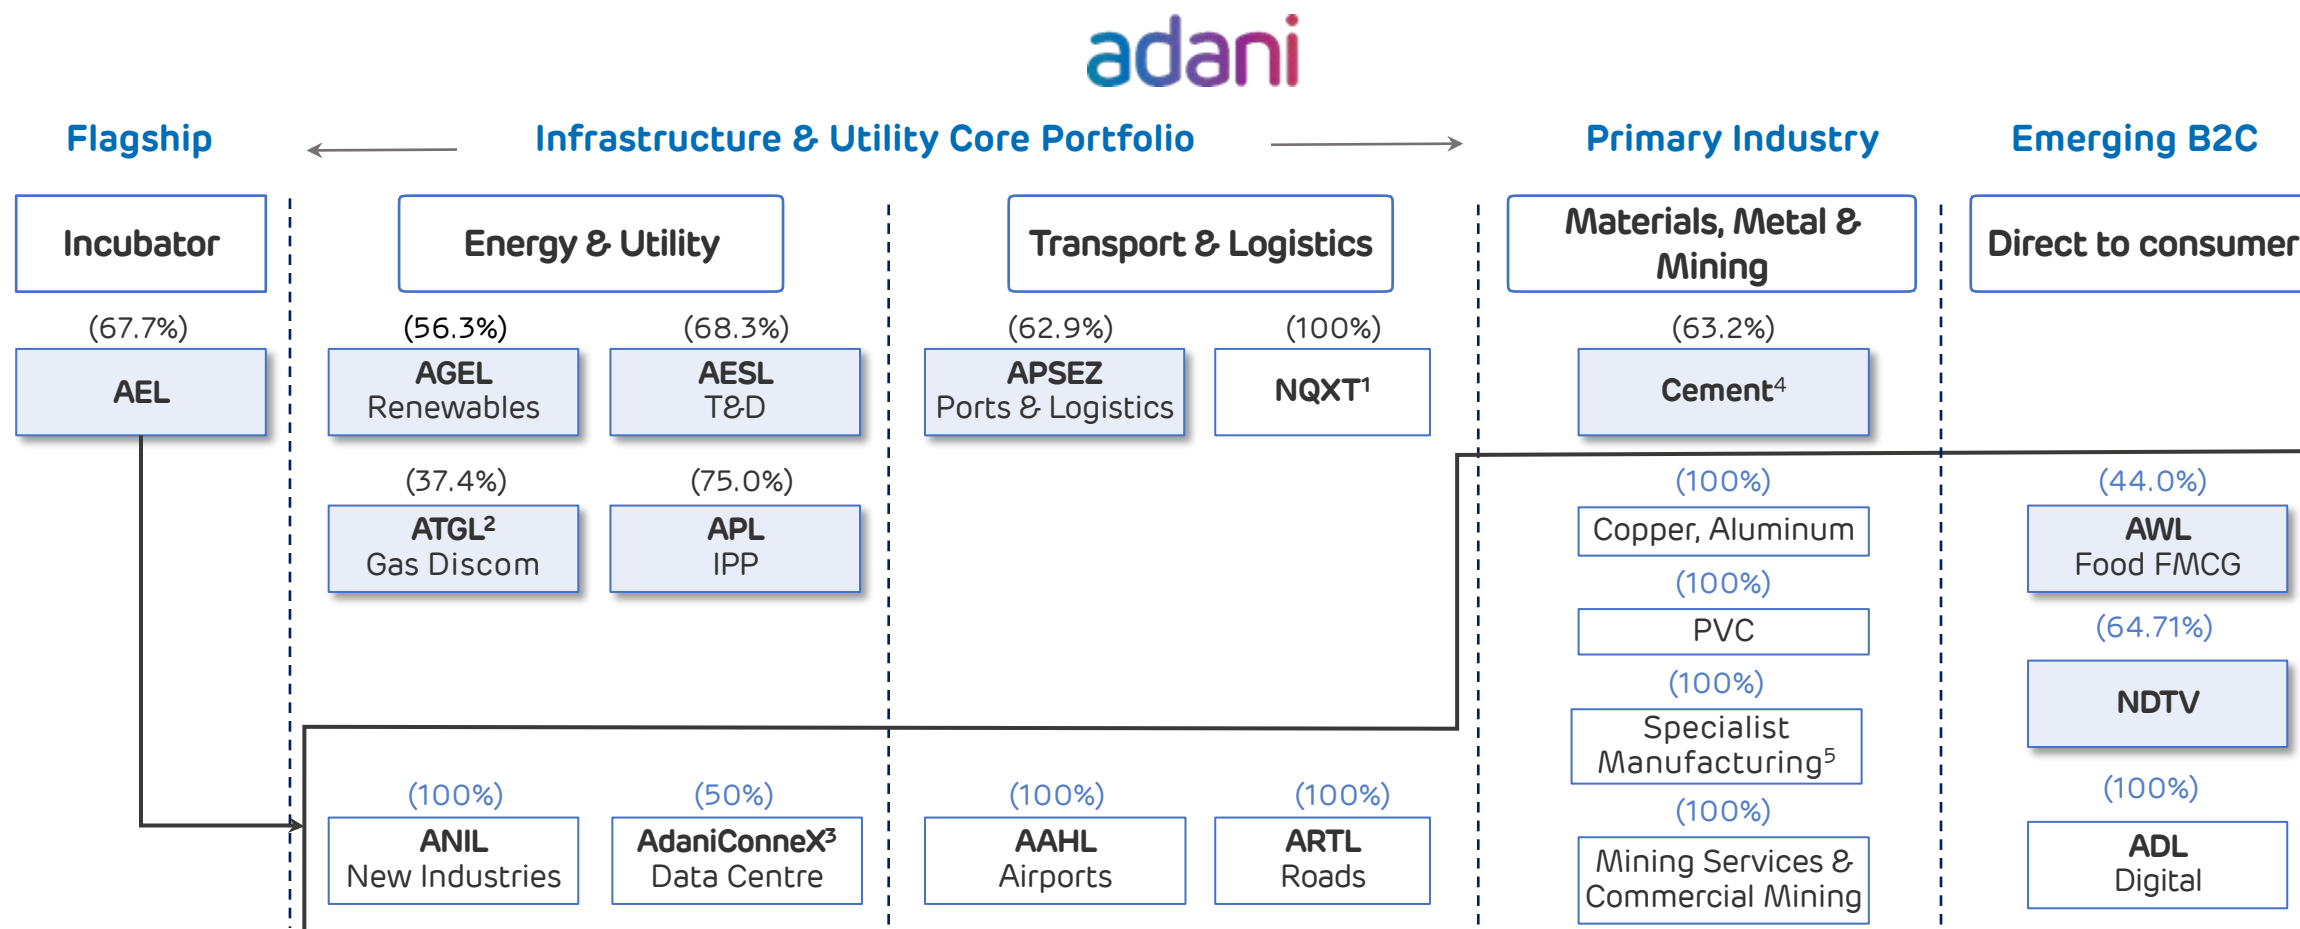 adani
Flagship
Infrastructure & Utility Core Portfolio
Primary Industry
Emerging B2C
Incubator
Energy & Utility
Transport & Logistics
Materials, Metal &
Mining
Direct to consumer
(67.7%)
(56.3%)
(68.3%)
(62.9%)
(100%)
(63.2%)
AEL
AGEL
Renewables
AESL
T&D
APSEZ
Ports & Logistics
NQXT¹
Cement⁴
(37.4%)
(75.0%)
(100%)
(44.0%)
ATGL²
Gas Discom
APL
IPP
Copper, Aluminum
AWL
Food FMCG
(100%)
PVC
(64.71%)
NDTV
(100%)
Specialist
Manufacturing⁵
(100%)
(50%)
(100%)
(100%)
(100%)
(100%)
ANIL
New Industries
AdaniConneX³
Data Centre
AAHL
Airports
ARTL
Roads
Mining Services &
Commercial Mining
ADL
Digital